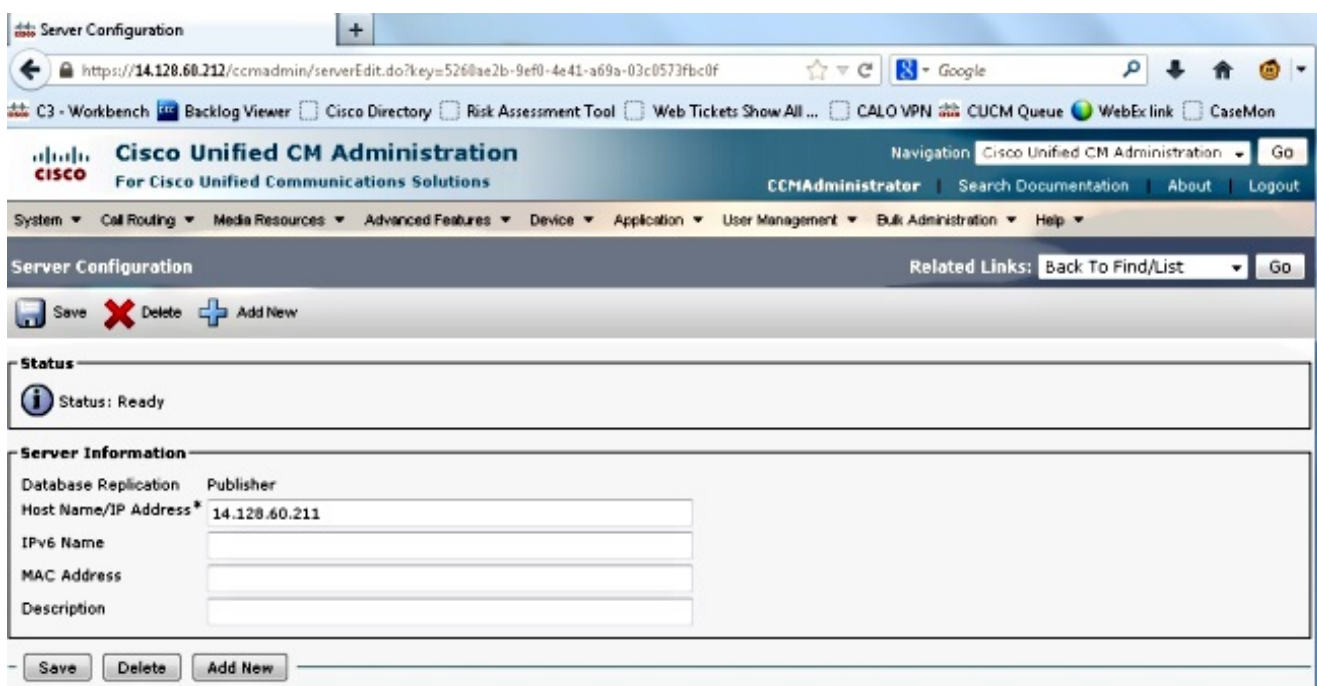 Server Configuration +
https://14.128.60.212/ccmadmin/serverEdit.do?key=5260ae2b-9ef0-4e41-a69a-03c0573fbc0f Google
C3 - Workbench Backlog Viewer Cisco Directory Risk Assessment Tool Web Tickets Show All ... CALO VPN CUCM Queue WebEx link CaseMon
CISCO Cisco Unified CM Administration Navigation Cisco Unified CM Administration Go
For Cisco Unified Communications Solutions CCMAdministrator | Search Documentation | About | Logout
System Call Routing Media Resources Advanced Features Device Application User Management Bulk Administration Help
Server Configuration Related Links: Back To Find/List Go
Save Delete Add New
Status
Status: Ready
Server Information
Database Replication Publisher
Host Name/IP Address* 14.128.60.211
IPv6 Name
MAC Address
Description
Save Delete Add New